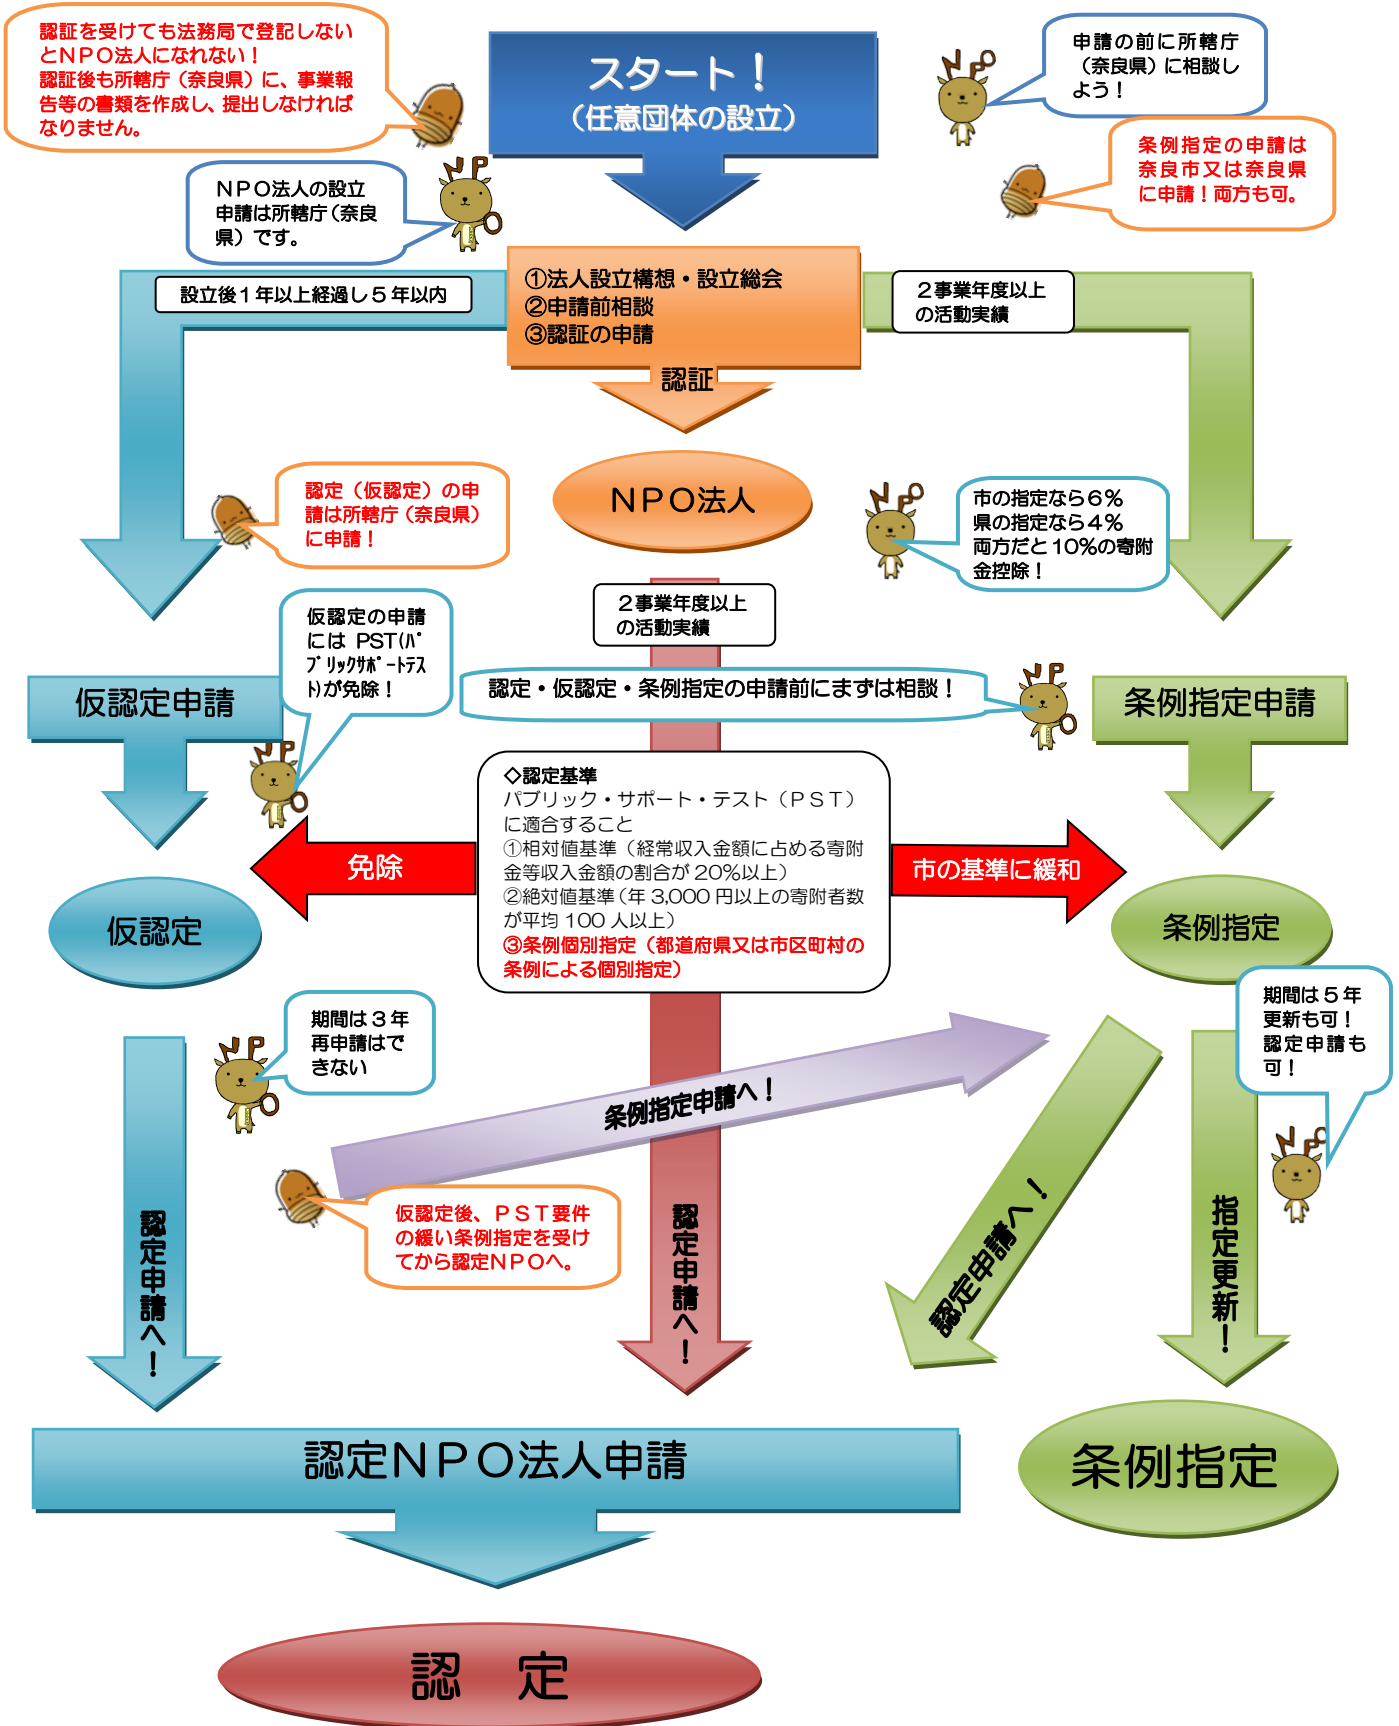 認証を受けても法務局で登記しない
とＮＰＯ法人になれない！
認証後も所轄庁（奈良県）に、事業報
告等の書類を作成し、提出しなければ
なりません。
スタート！
（任意団体の設立）
申請の前に所轄庁
（奈良県）に相談し
よう！
条例指定の申請は
奈良市又は奈良県
に申請！両方も可。
ＮＰＯ法人の設立
申請は所轄庁（奈良
県）です。
設立後１年以上経過し５年以内
①法人設立構想・設立総会
②申請前相談
③認証の申請
認証
２事業年度以上
の活動実績
認定（仮認定）の申
請は所轄庁（奈良県）
に申請！
ＮＰＯ法人
市の指定なら６％
県の指定なら４％
両方だと10％の寄附
金控除！
２事業年度以上
の活動実績
仮認定の申請
には PST(ﾊﾟ
ﾌﾞﾘｯｸｻﾎﾟｰﾄﾃｽ
ﾄ)が免除！
認定・仮認定・条例指定の申請前にまずは相談！
仮認定申請
条例指定申請
◇認定基準
パブリック・サポート・テスト（ＰＳＴ）
に適合すること
①相対値基準（経常収入金額に占める寄附
金等収入金額の割合が 20％以上）
②絶対値基準（年 3,000 円以上の寄附者数
が平均 100 人以上）
③条例個別指定（都道府県又は市区町村の
条例による個別指定）
免除
市の基準に緩和
仮認定
条例指定
期間は３年
再申請はで
きない
期間は５年
更新も可！
認定申請も
可！
条例指定申請へ！
仮認定後、ＰＳＴ要件
の緩い条例指定を受け
てから認定ＮＰＯへ。
認定申請へ！
認定申請へ！
認定申請へ！
指定更新！
認定ＮＰＯ法人申請
条例指定
認　定